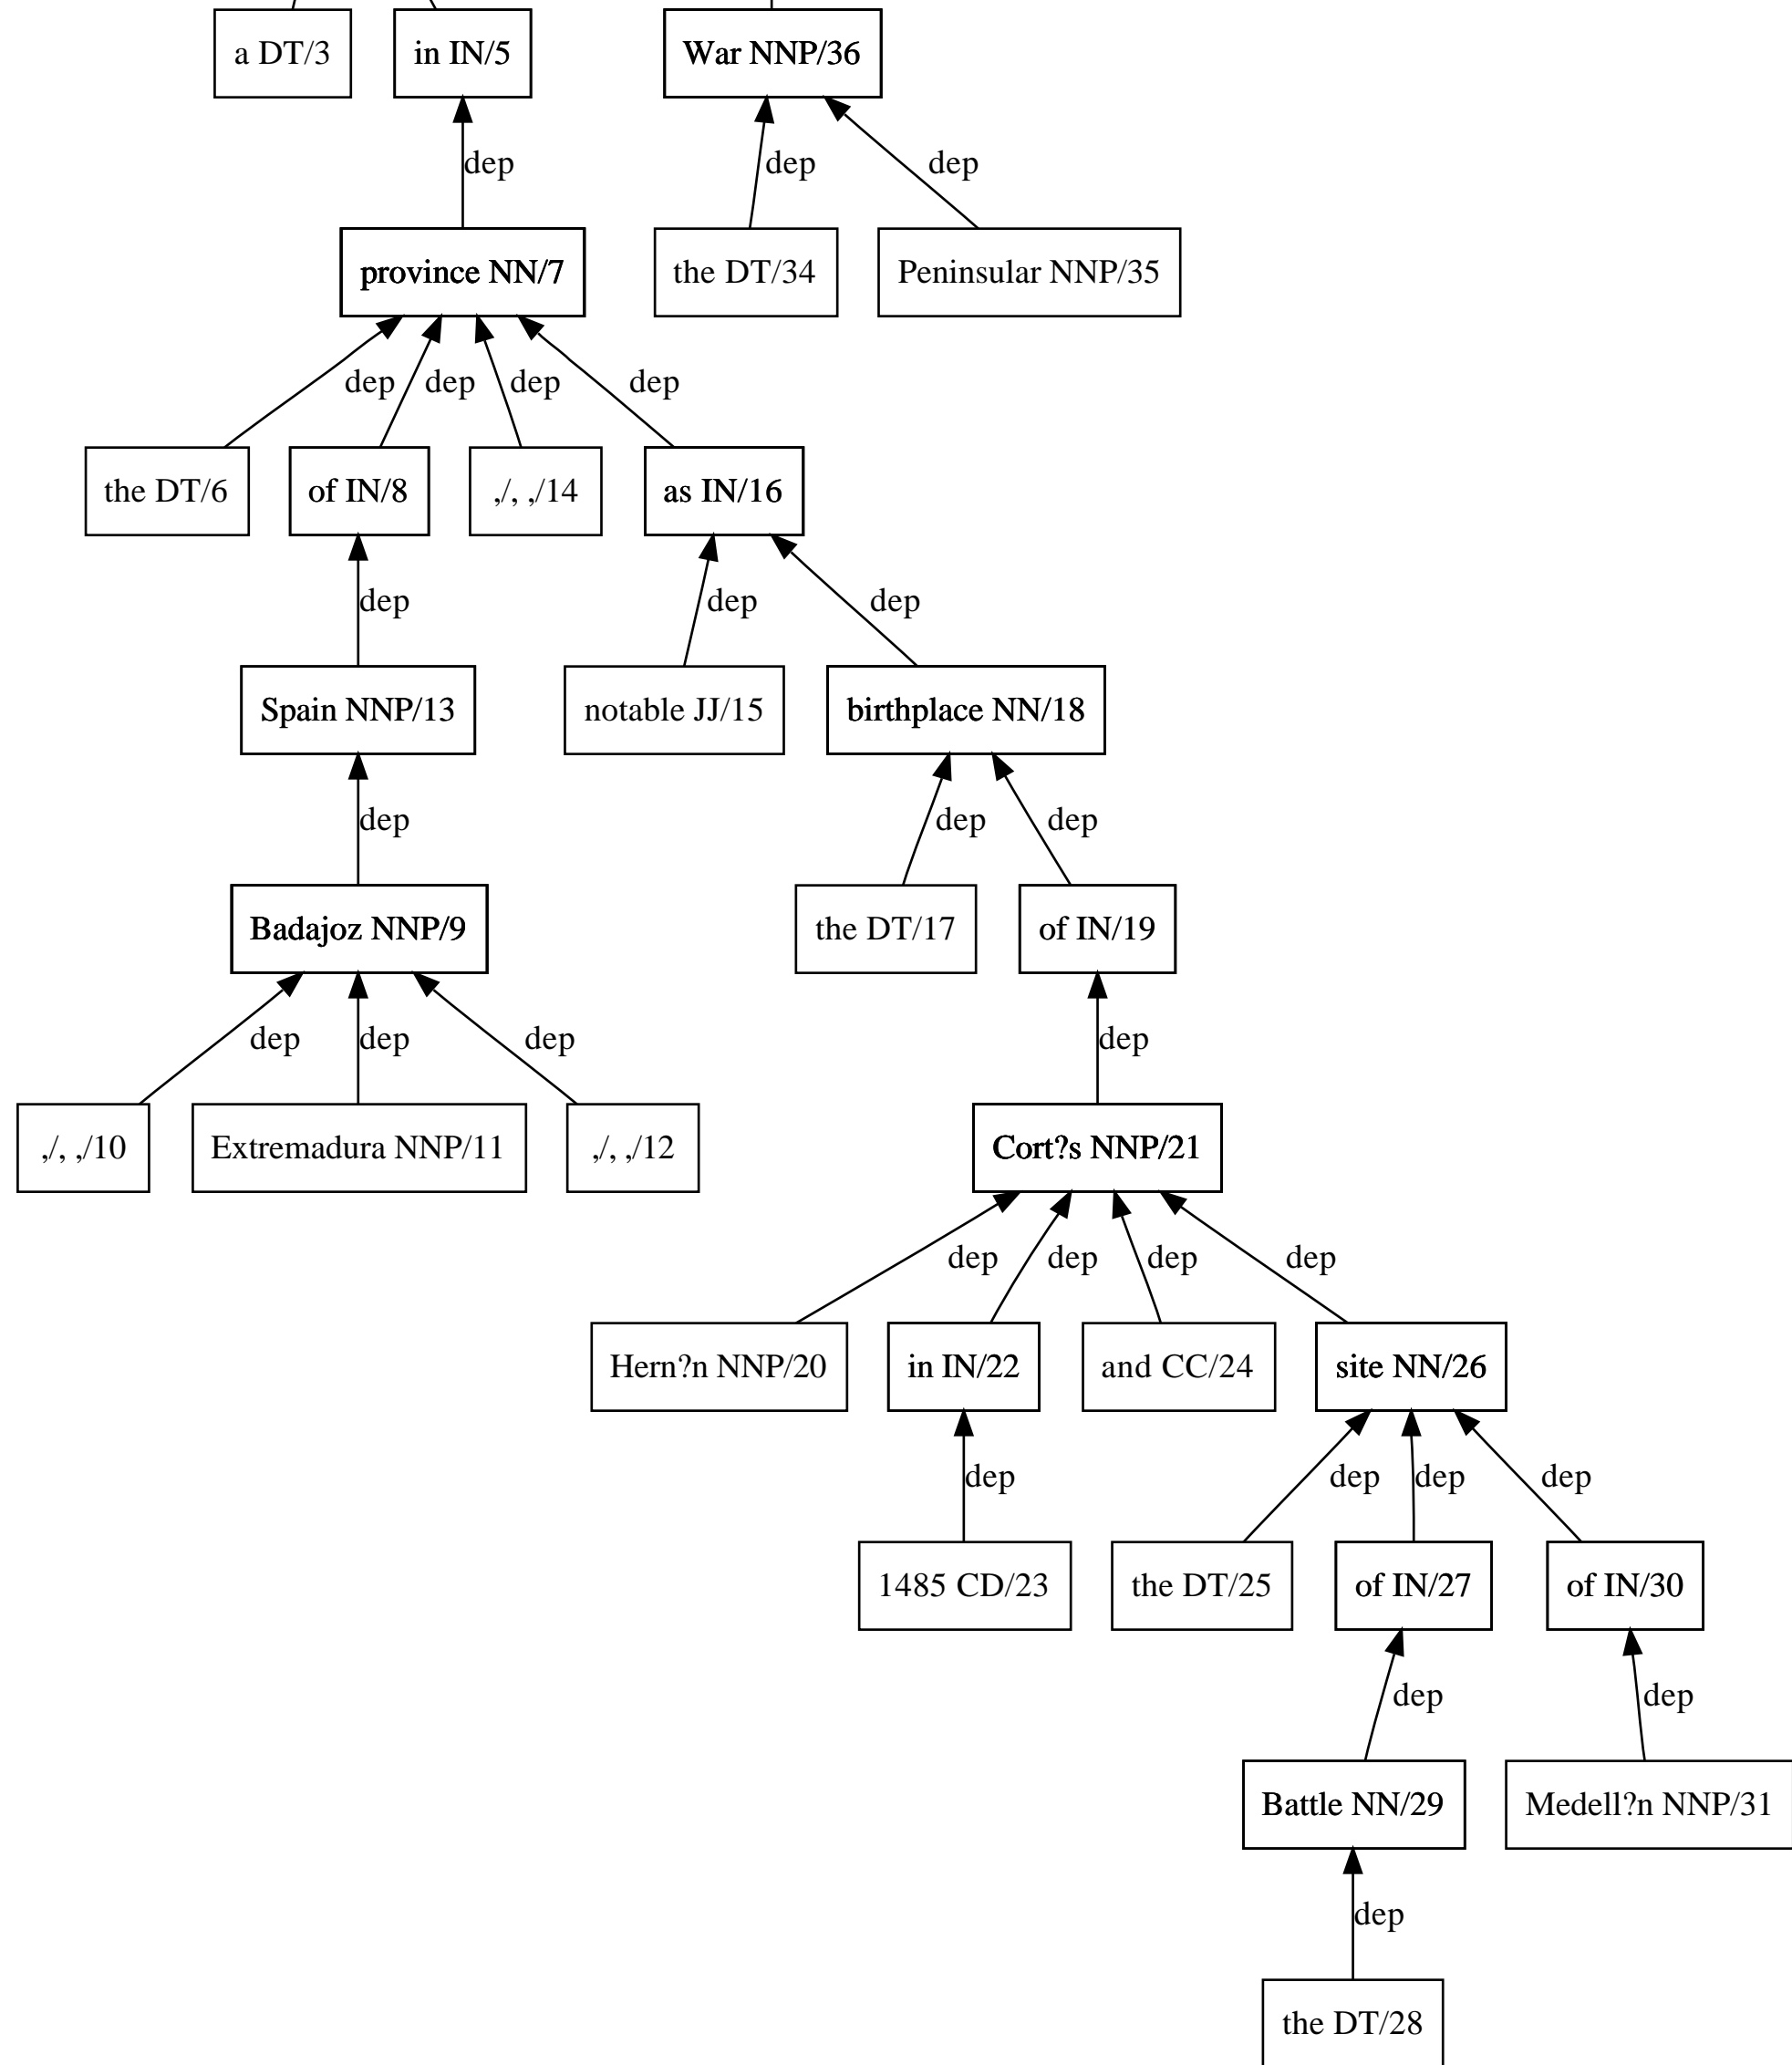 a DT/3 in IN/5 War NNP/36
dep dep dep
province NN/7 the DT/34 Peninsular NNP/35
dep dep dep dep
the DT/6 of IN/8 ,/, ,/14 as IN/16
dep dep dep
Spain NNP/13 notable JJ/15 birthplace NN/18
dep dep dep
Badajoz NNP/9 the DT/17 of IN/19
dep dep dep dep
,/, ,/10 Extremadura NNP/11 ,/, ,/12 Cort?s NNP/21
dep dep dep dep
Hern?n NNP/20 in IN/22 and CC/24 site NN/26
dep dep dep dep
1485 CD/23 the DT/25 of IN/27 of IN/30
dep dep
Battle NN/29 Medell?n NNP/31
dep
the DT/28